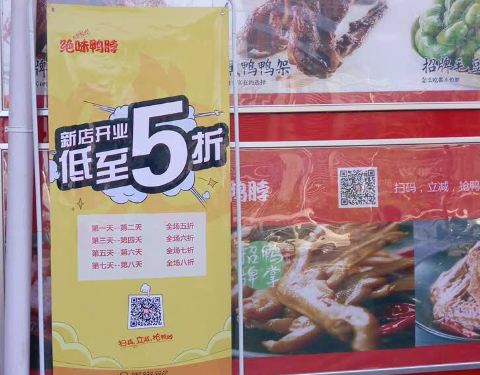 绝味鸭脖
新店开业
低至5折
第一天--第二天 全场五折
第三天--第四天 全场六折
第五天--第六天 全场七折
第七天--第八天 全场八折
扫码,立减,抢鸭脖
鸭鸭架
招牌毛豆
鸭脖
扫码,立减,抢鸭
招牌
鸭掌